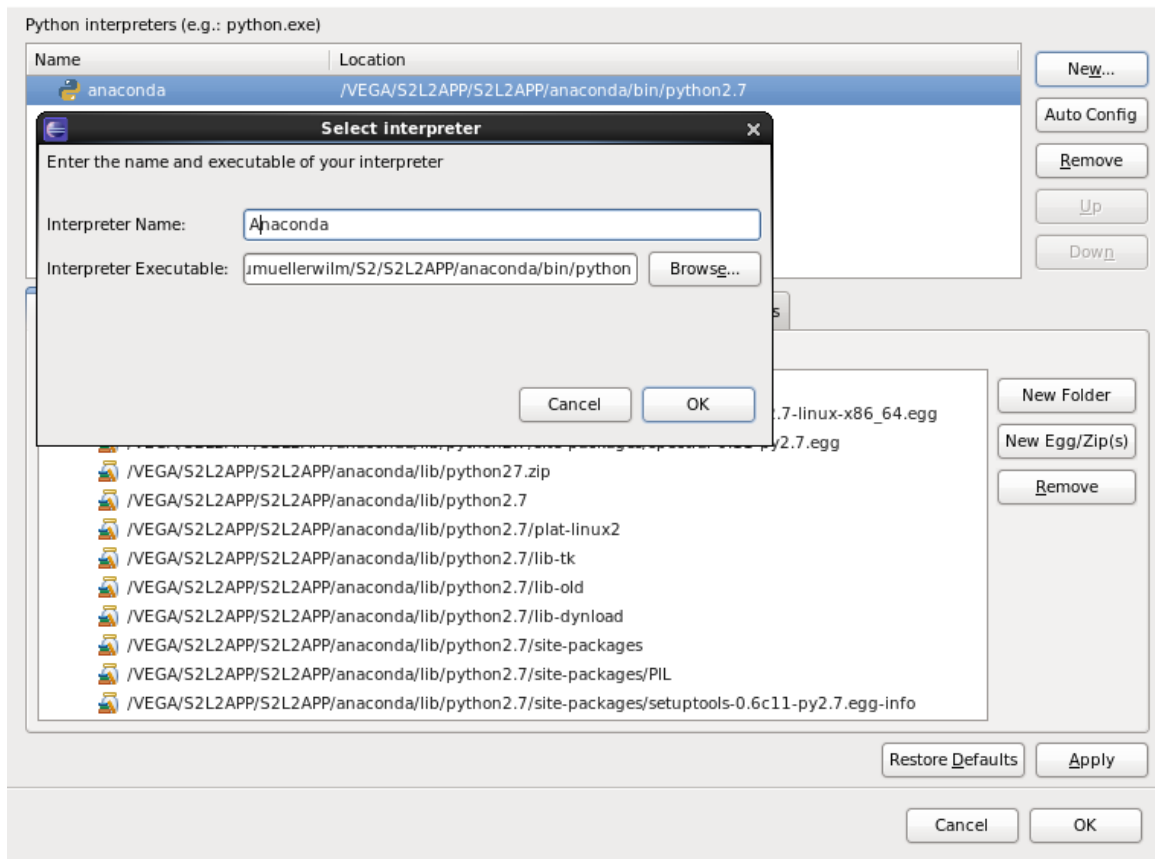 Python interpreters (e.g.: python.exe)
Name Location
anaconda /VEGA/S2L2APP/S2L2APP/anaconda/bin/python2.7
New...
Auto Config
Remove
Up
Down
Select interpreter
Enter the name and executable of your interpreter
Interpreter Name: Anaconda
Interpreter Executable: muellerwilm/S2/S2L2APP/anaconda/bin/python Browse...
Cancel OK
s
.7-linux-x86_64.egg
py2.7.egg
/VEGA/S2L2APP/S2L2APP/anaconda/lib/python27.zip
/VEGA/S2L2APP/S2L2APP/anaconda/lib/python2.7
/VEGA/S2L2APP/S2L2APP/anaconda/lib/python2.7/plat-linux2
/VEGA/S2L2APP/S2L2APP/anaconda/lib/python2.7/lib-tk
/VEGA/S2L2APP/S2L2APP/anaconda/lib/python2.7/lib-old
/VEGA/S2L2APP/S2L2APP/anaconda/lib/python2.7/lib-dynload
/VEGA/S2L2APP/S2L2APP/anaconda/lib/python2.7/site-packages
/VEGA/S2L2APP/S2L2APP/anaconda/lib/python2.7/site-packages/PIL
/VEGA/S2L2APP/S2L2APP/anaconda/lib/python2.7/site-packages/setuptools-0.6c11-py2.7.egg-info
New Folder
New Egg/Zip(s)
Remove
Restore Defaults Apply
Cancel OK